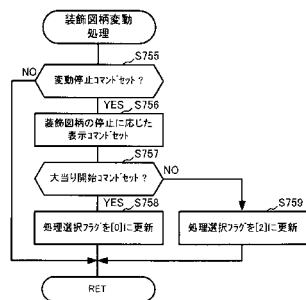 装飾図柄変動
処理
S755
変動停止コマンドセット？
NO
YES
S756
装飾図柄の停止に応じた
表示コマンドセット
S757
大当り開始コマンドセット？
NO
YES
S758
S759
処理選択フラグを[0]に更新
処理選択フラグを[2]に更新
RET